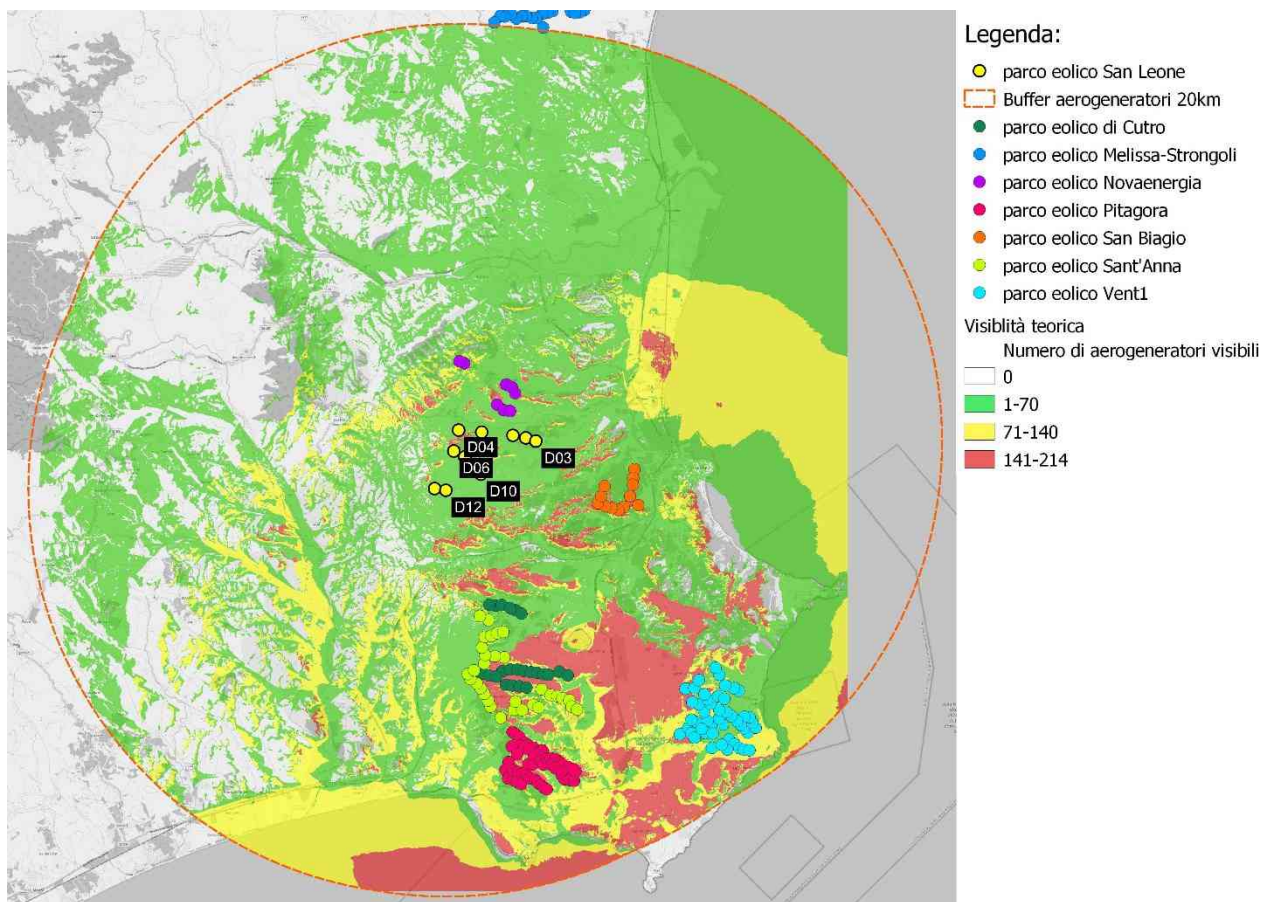 Legenda:
parco eolico San Leone
Buffer aerogeneratori 20km
parco eolico di Cutro
parco eolico Melissa-Strongoli
parco eolico Novaenergia
parco eolico Pitagora
parco eolico San Biagio
parco eolico Sant'Anna
parco eolico Vent1
Visiblità teorica
Numero di aerogeneratori visibili
0
1-70
71-140
141-214
D04
D03
D06
D10
D12